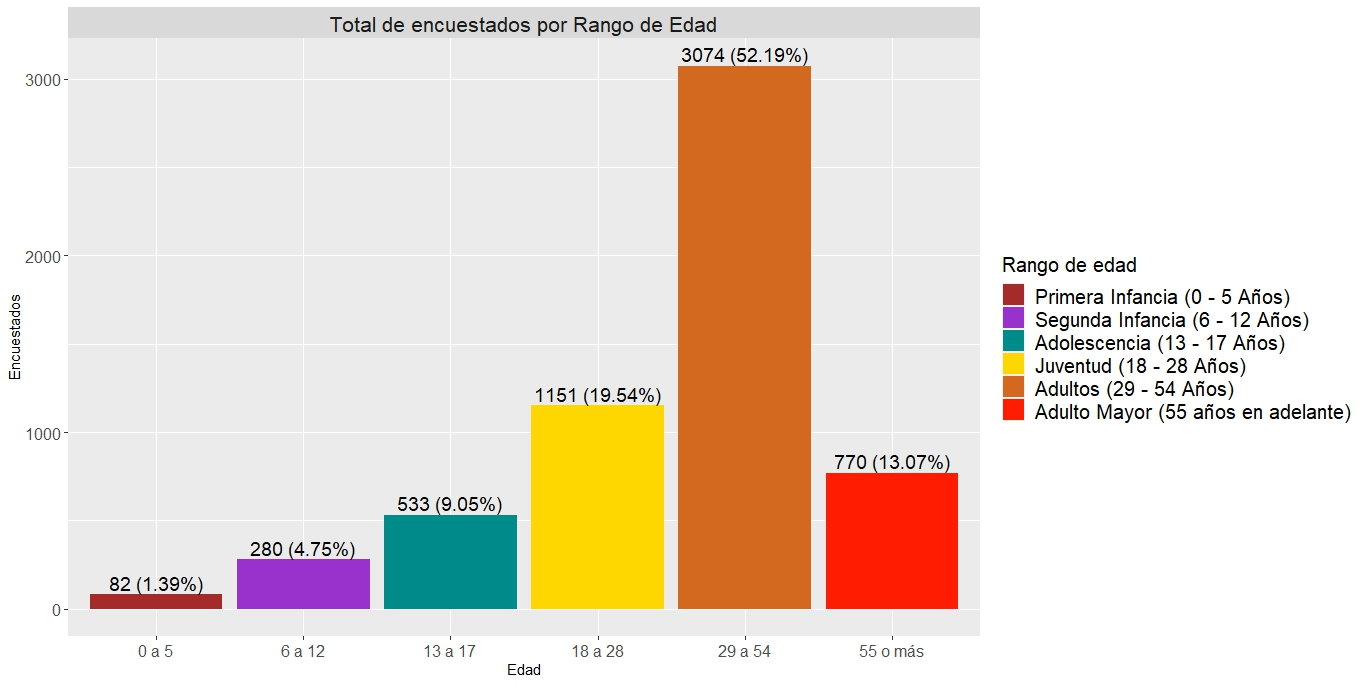 Total de encuestados por Rango de Edad
3074 (52.19%)
3000
2000
1151 (19.54%)
1000
770 (13.07%)
533 (9.05%)
280 (4.75%)
82 (1.39%)
0
Encuestados
0 a 5
6 a 12
13 a 17
18 a 28
29 a 54
55 o más
Edad
Rango de edad
Primera Infancia (0 - 5 Años)
Segunda Infancia (6 - 12 Años)
Adolescencia (13 - 17 Años)
Juventud (18 - 28 Años)
Adultos (29 - 54 Años)
Adulto Mayor (55 años en adelante)